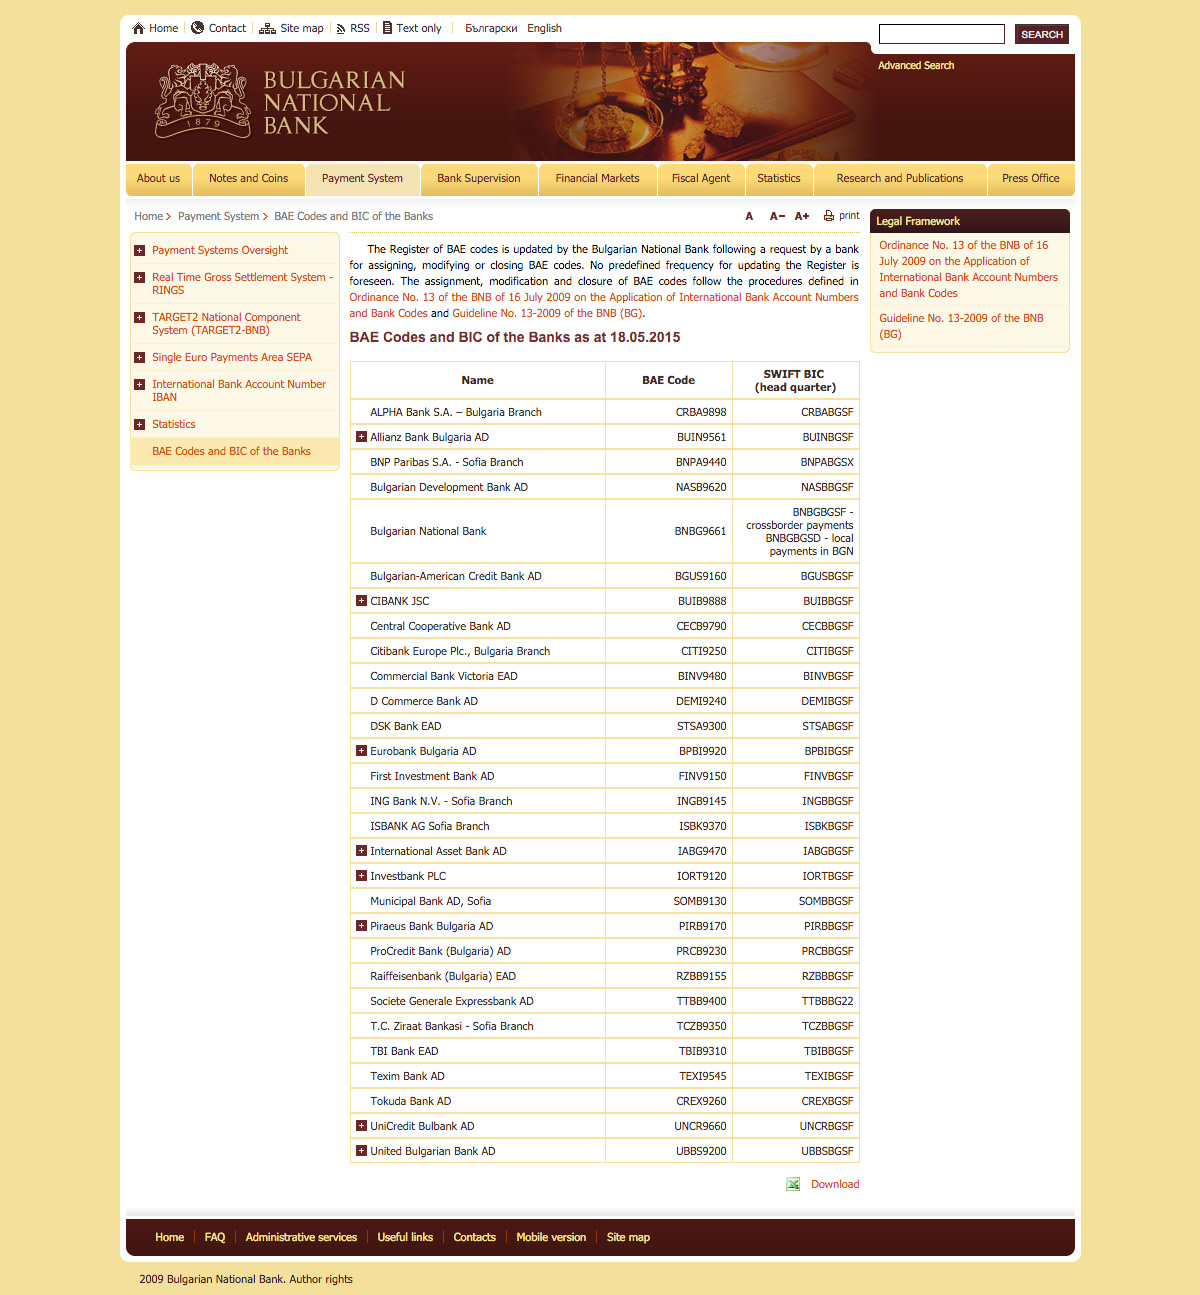 Home Contact Site map RSS Text only Български English
SEARCH
Advanced Search
1879
BULGARIAN
NATIONAL
BANK
About us Notes and Coins Payment System Bank Supervision Financial Markets Fiscal Agent Statistics Research and Publications Press Office
Home > Payment System > BAE Codes and BIC of the Banks
A A− A+ print
Payment Systems Oversight
Real Time Gross Settlement System -
RINGS
TARGET2 National Component
System (TARGET2-BNB)
Single Euro Payments Area SEPA
International Bank Account Number
IBAN
Statistics
BAE Codes and BIC of the Banks
The Register of BAE codes is updated by the Bulgarian National Bank following a request by a bank
for assigning, modifying or closing BAE codes. No predefined frequency for updating the Register is
foreseen. The assignment, modification and closure of BAE codes follow the procedures defined in
Ordinance No. 13 of the BNB of 16 July 2009 on the Application of International Bank Account Numbers
and Bank Codes and Guideline No. 13-2009 of the BNB (BG).
BAE Codes and BIC of the Banks as at 18.05.2015
Name BAE Code SWIFT BIC
(head quarter)
ALPHA Bank S.A. – Bulgaria Branch CRBA9898 CRBABGSF
Allianz Bank Bulgaria AD BUIN9561 BUINBGSF
BNP Paribas S.A. - Sofia Branch BNPA9440 BNPABGSX
Bulgarian Development Bank AD NASB9620 NASBBGSF
Bulgarian National Bank BNBG9661 BNBGBGSF -
crossborder payments
BNBGBGSD - local
payments in BGN
Bulgarian-American Credit Bank AD BGUS9160 BGUSBGSF
CIBANK JSC BUIB9888 BUIBBGSF
Central Cooperative Bank AD CECB9790 CECBBGSF
Citibank Europe Plc., Bulgaria Branch CITI9250 CITIBGSF
Commercial Bank Victoria EAD BINV9480 BINVBGSF
D Commerce Bank AD DEMI9240 DEMIBGSF
DSK Bank EAD STSA9300 STSABGSF
Eurobank Bulgaria AD BPBI9920 BPBIBGSF
First Investment Bank AD FINV9150 FINVBGSF
ING Bank N.V. - Sofia Branch INGB9145 INGBBGSF
ISBANK AG Sofia Branch ISBK9370 ISBKBGSF
International Asset Bank AD IABG9470 IABGBGSF
Investbank PLC IORT9120 IORTBGSF
Municipal Bank AD, Sofia SOMB9130 SOMBBGSF
Piraeus Bank Bulgaria AD PIRB9170 PIRBBGSF
ProCredit Bank (Bulgaria) AD PRCB9230 PRCBBGSF
Raiffeisenbank (Bulgaria) EAD RZBB9155 RZBBBGSF
Societe Generale Expressbank AD TTBB9400 TTBBBG22
T.C. Ziraat Bankasi - Sofia Branch TCZB9350 TCZBBGSF
TBI Bank EAD TBIB9310 TBIBBGSF
Texim Bank AD TEXI9545 TEXIBGSF
Tokuda Bank AD CREX9260 CREXBGSF
UniCredit Bulbank AD UNCR9660 UNCRBGSF
United Bulgarian Bank AD UBBS9200 UBBSBGSF
Download
Legal Framework
Ordinance No. 13 of the BNB of 16
July 2009 on the Application of
International Bank Account Numbers
and Bank Codes
Guideline No. 13-2009 of the BNB
(BG)
Home FAQ Administrative services Useful links Contacts Mobile version Site map
2009 Bulgarian National Bank. Author rights